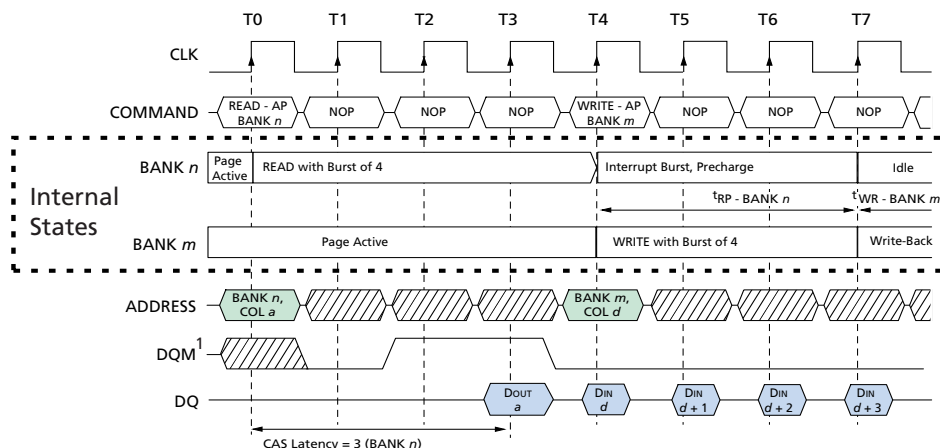 T0 T1 T2 T3 T4 T5 T6 T7
CLK
COMMAND
READ - AP
BANK n
NOP
NOP
NOP
WRITE - AP
BANK m
NOP
NOP
NOP
Internal
States
BANK n
Page
Active
READ with Burst of 4
Interrupt Burst, Precharge
Idle
tRP - BANK n
tWR - BANK m
BANK m
Page Active
WRITE with Burst of 4
Write-Back
ADDRESS
BANK n,
COL a
BANK m,
COL d
DQM1
DQ
DOUT
a
DIN
d
DIN
d + 1
DIN
d + 2
DIN
d + 3
CAS Latency = 3 (BANK n)